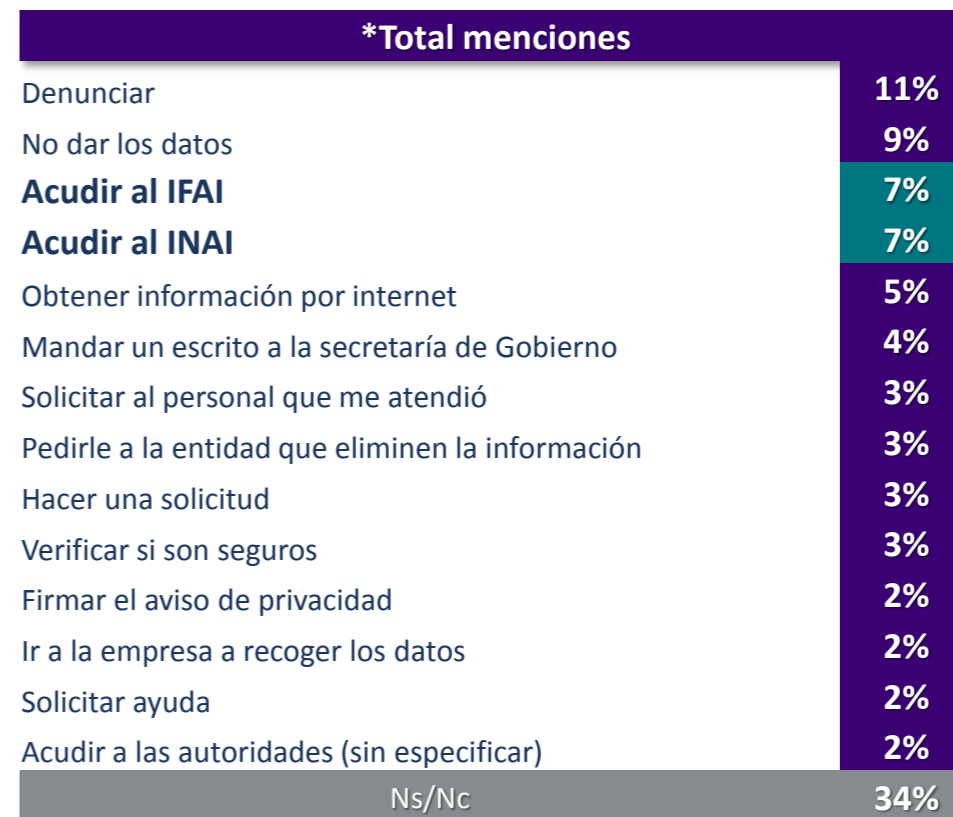 *Total menciones
Denunciar 11%
No dar los datos 9%
Acudir al IFAI 7%
Acudir al INAI 7%
Obtener información por internet 5%
Mandar un escrito a la secretaría de Gobierno 4%
Solicitar al personal que me atendió 3%
Pedirle a la entidad que eliminen la información 3%
Hacer una solicitud 3%
Verificar si son seguros 3%
Firmar el aviso de privacidad 2%
Ir a la empresa a recoger los datos 2%
Solicitar ayuda 2%
Acudir a las autoridades (sin especificar) 2%
Ns/Nc 34%